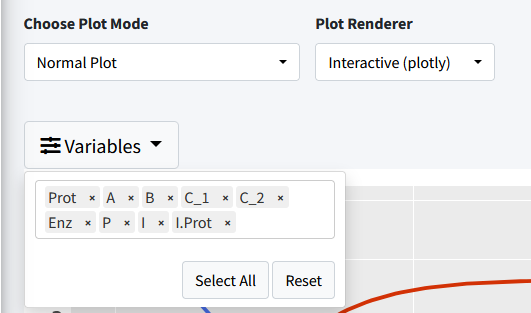 Choose Plot Mode Plot Renderer
Normal Plot Interactive (plotly)
Variables
Prot × A × B × C_1 × C_2 ×
Enz × P × I × I.Prot ×
Select All Reset